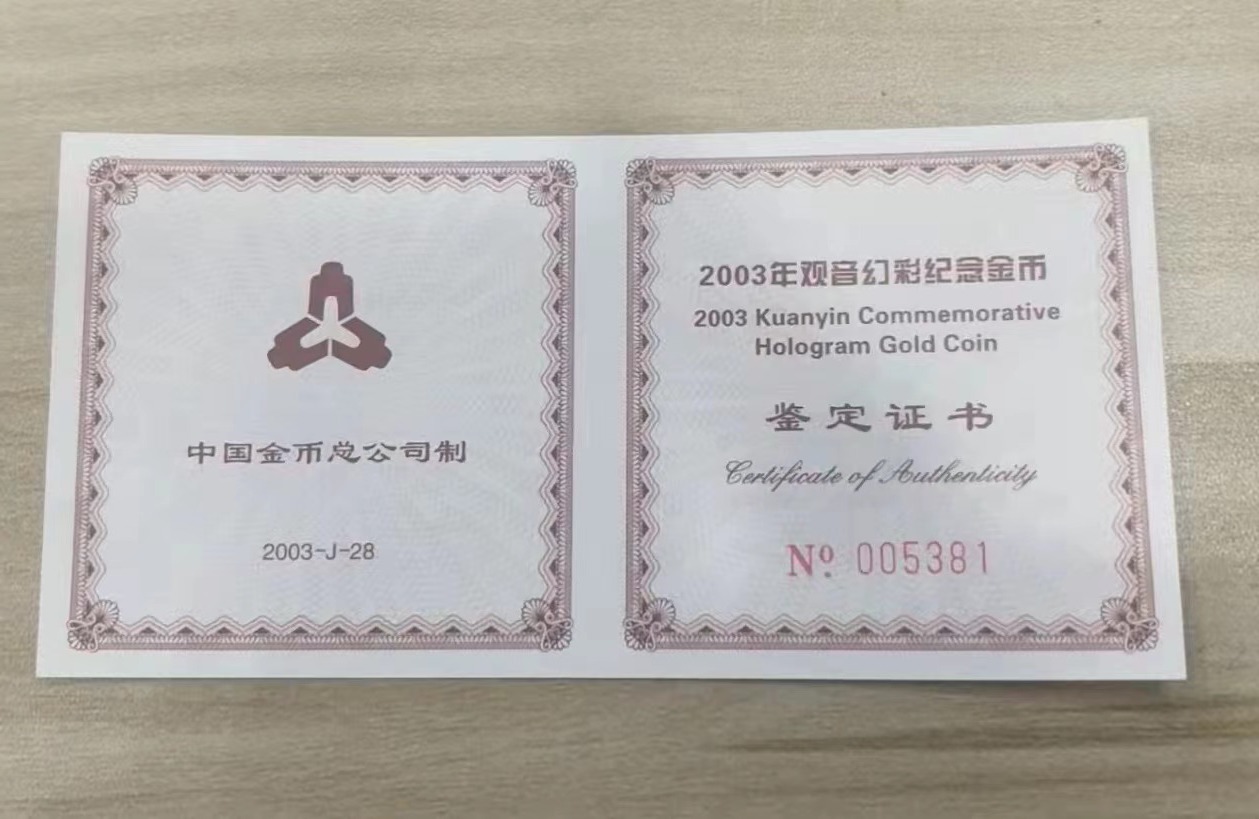 中国金币总公司制
2003-J-28
2003年观音幻彩纪念金币
2003 Kuanyin Commemorative
Hologram Gold Coin
鉴定证书
Certificate of Authenticity
Nº 005381